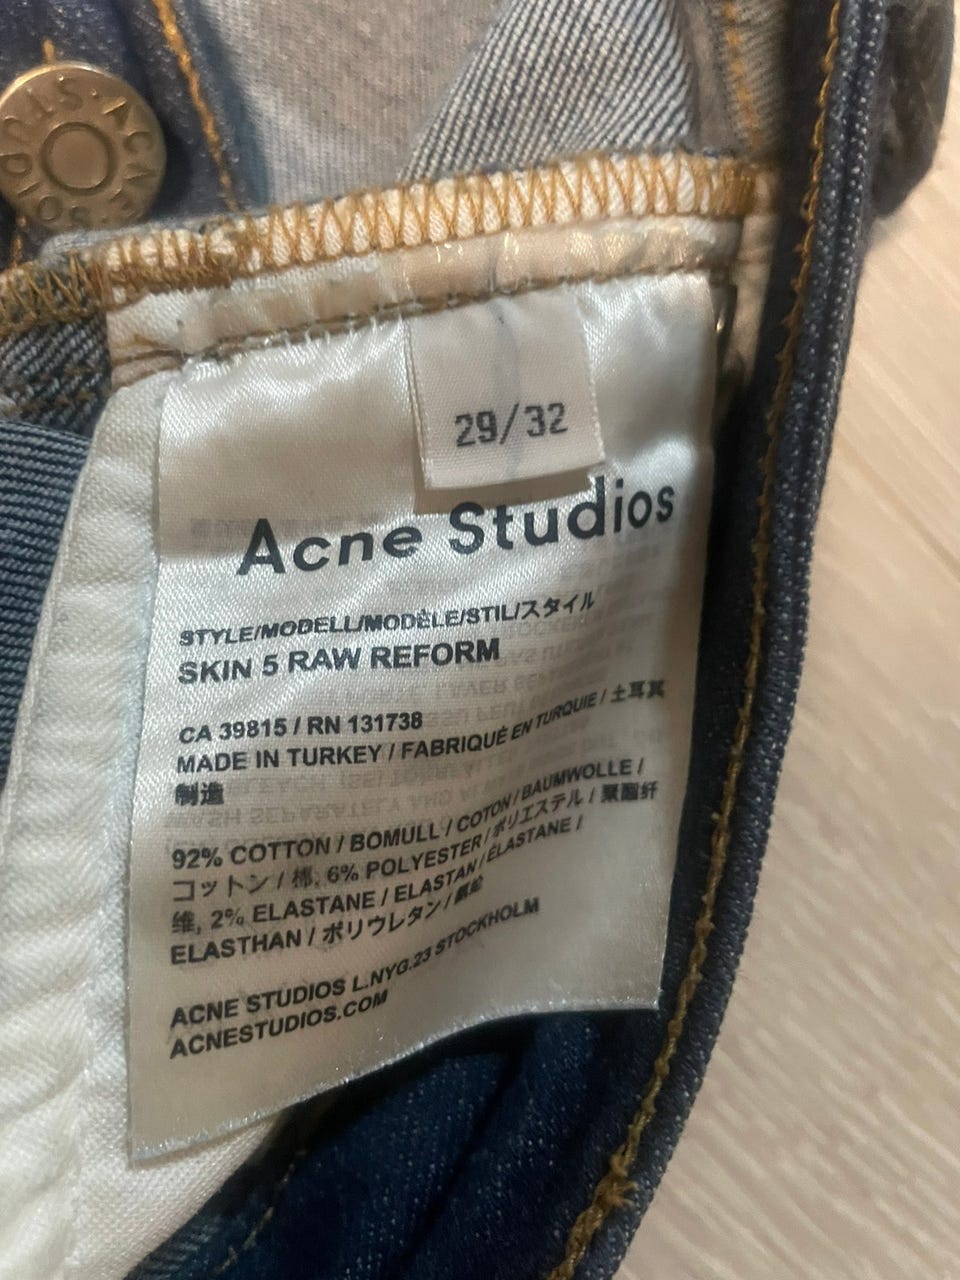 ACNE STUDIOS
29/32
Acne Studios
STYLE/MODELL/MODÈLE/STIL/スタイル
SKIN 5 RAW REFORM
CA 39815 / RN 131738
MADE IN TURKEY / FABRIQUÉ EN TURQUIE / 土耳其
制造
92% COTTON / BOMULL / COTON / BAUMWOLLE /
コットン / 棉, 6% POLYESTER / ポリエステル / 聚酯纤
维, 2% ELASTANE / ELASTAN / ÉLASTANE /
ELASTHAN / ポリウレタン /
ACNE STUDIOS L.NYG.23 STOCKHOLM
ACNESTUDIOS.COM